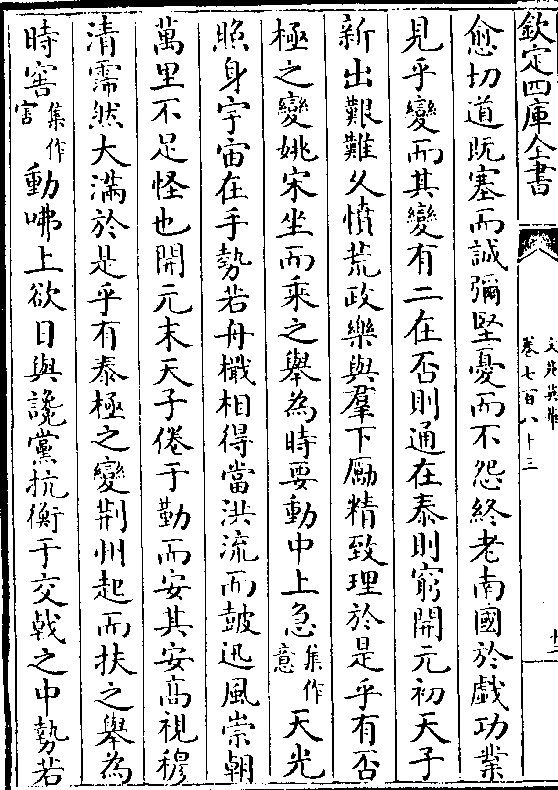 欽定四庫全書
文苑英華
卷七百八十三
十二
愈切道既塞而誠彌堅憂而不怨終老南國於戲功業
見乎變而其變有二在否則通在泰則窮開元初天子
新出艱難久憤荒政樂與羣下勵精致理於是乎有否
極之變姚宋坐而乘之舉為時要動中上急集作意天光
照身宇宙在手勢若舟檝相得當洪流而鼓迅風崇朝
萬里不足怪也開元末天子倦于勤而安其安高視穆
清霈然大滿於是乎有泰極之變荆州起而扶之舉為
時害集作害動咈上欲日與讒黨抗衡于交戟之中勢若